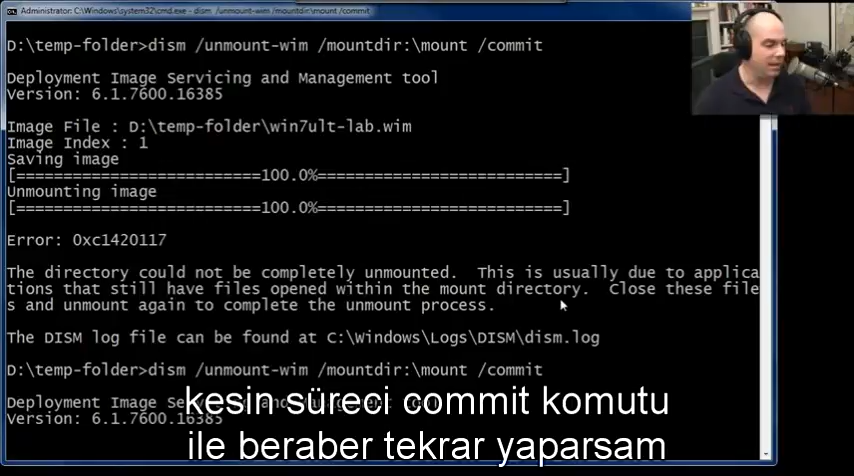 Administrator: C:\Windows\system32\cmd.exe - dism /unmount-wim /mountdir:\mount /commit
D:\temp-folder>dism /unmount-wim /mountdir:\mount /commit
Deployment Image Servicing and Management tool
Version: 6.1.7600.16385
Image File : D:\temp-folder\win7ult-lab.wim
Image Index : 1
Saving image
[==========================100.0%==========================]
Unmounting image
[==========================100.0%==========================]
Error: 0xc1420117
The directory could not be completely unmounted.  This is usually due to applica
tions that still have files opened within the mount directory.  Close these file
s and unmount again to complete the unmount process.
The DISM log file can be found at C:\Windows\Logs\DISM\dism.log
D:\temp-folder>dism /unmount-wim /mountdir:\mount /commit
Deployment Image Servicing and Management tool
Version: 6.1.7600.16385
kesin süreci commit komutu
ile beraber tekrar yaparsam